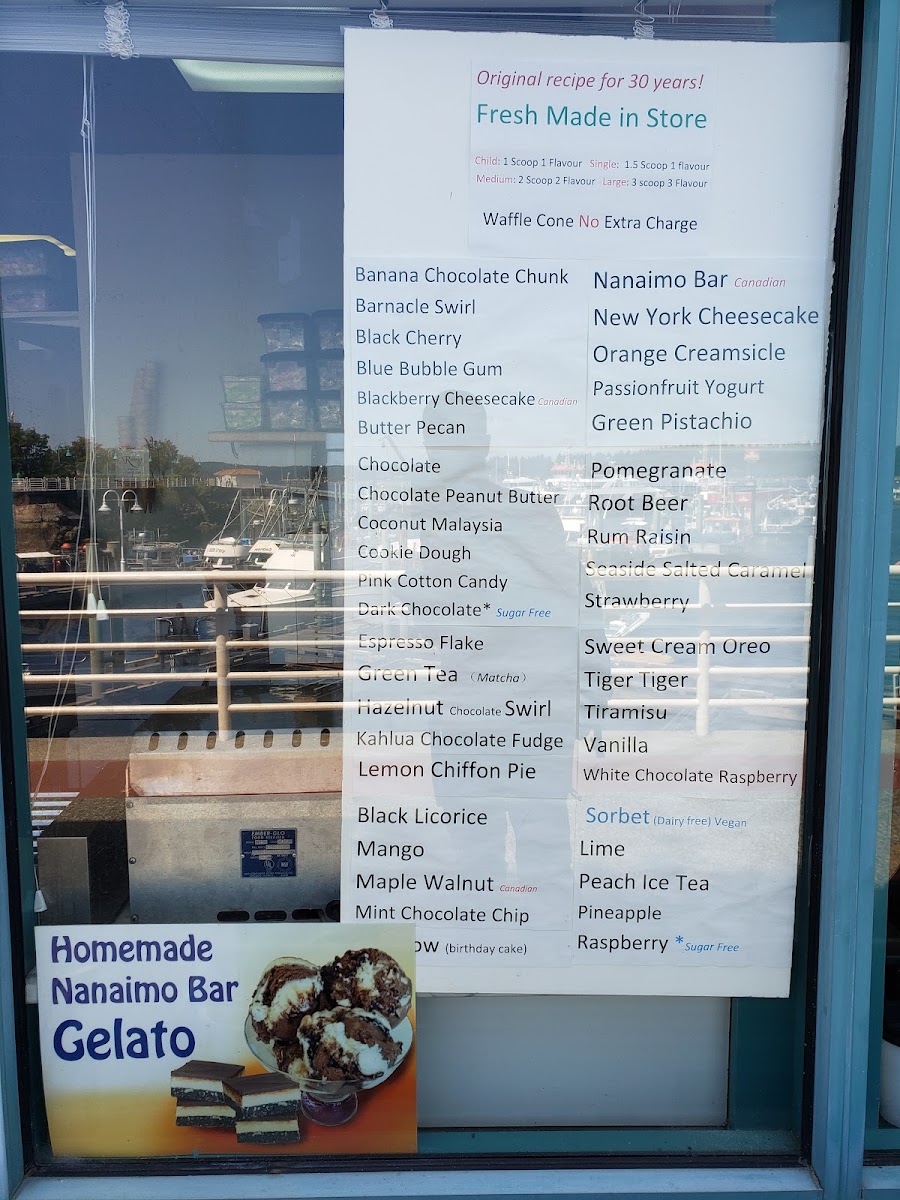 Original recipe for 30 years!
Fresh Made in Store
Child: 1 Scoop 1 Flavour Single: 1.5 Scoop 1 flavour
Medium: 2 Scoop 2 Flavour Large: 3 scoop 3 Flavour
Waffle Cone No Extra Charge
Banana Chocolate Chunk
Barnacle Swirl
Black Cherry
Blue Bubble Gum
Blackberry Cheesecake Canadian
Butter Pecan
Chocolate
Chocolate Peanut Butter
Coconut Malaysia
Cookie Dough
Pink Cotton Candy
Dark Chocolate* Sugar Free
Espresso Flake
Green Tea (Matcha)
Hazelnut Chocolate Swirl
Kahlua Chocolate Fudge
Lemon Chiffon Pie
Black Licorice
Mango
Maple Walnut Canadian
Mint Chocolate Chip
(birthday cake)
Nanaimo Bar Canadian
New York Cheesecake
Orange Creamsicle
Passionfruit Yogurt
Green Pistachio
Pomegranate
Root Beer
Rum Raisin
Seaside Salted Caramel
Strawberry
Sweet Cream Oreo
Tiger Tiger
Tiramisu
Vanilla
White Chocolate Raspberry
Sorbet (Dairy free) Vegan
Lime
Peach Ice Tea
Pineapple
Raspberry *Sugar Free
EMBER-GLO
Homemade
Nanaimo Bar
Gelato